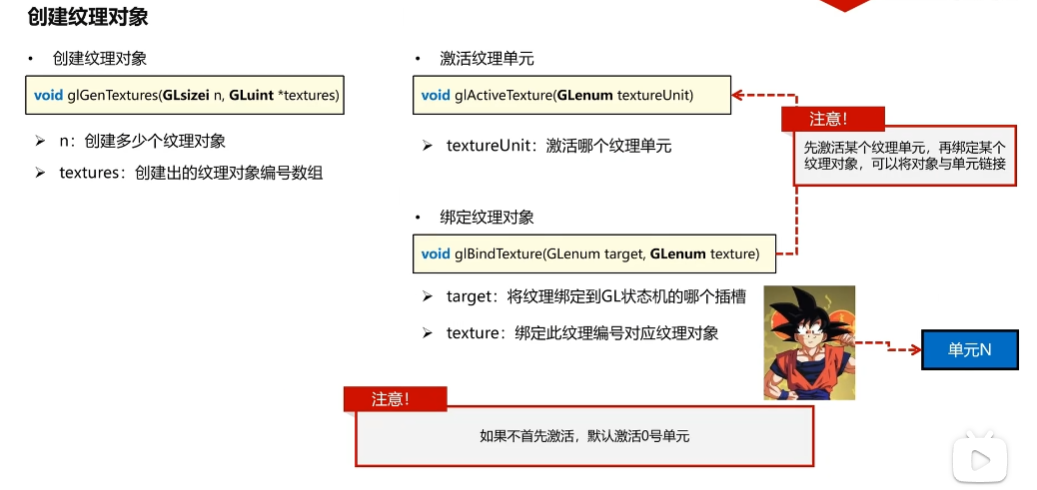 创建纹理对象
• 创建纹理对象
void glGenTextures(GLsizei n, GLuint *textures)
➢ n：创建多少个纹理对象
➢ textures：创建出的纹理对象编号数组
• 激活纹理单元
void glActiveTexture(GLenum textureUnit)
➢ textureUnit：激活哪个纹理单元
注意！
先激活某个纹理单元，再绑定某个
纹理对象，可以将对象与单元链接
• 绑定纹理对象
void glBindTexture(GLenum target, GLenum texture)
➢ target：将纹理绑定到GL状态机的哪个插槽
➢ texture：绑定此纹理编号对应纹理对象
单元N
注意！
如果不首先激活，默认激活0号单元